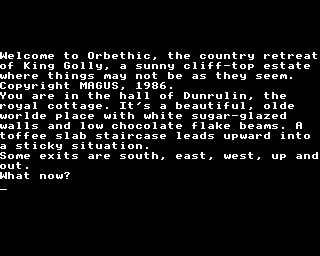 Welcome to Orbethic, the country retreat
of King Golly, a sunny cliff-top estate
where things may not be as they seem.
Copyright MAGUS, 1986.
You are in the hall of Dunrulin, the
royal cottage. It's a beautiful, olde
worlde place with white sugar-glazed
walls and low chocolate flake beams. A
toffee slab staircase leads upward into
a sticky situation.
Some exits are south, east, west, up and
out.
What now?
_